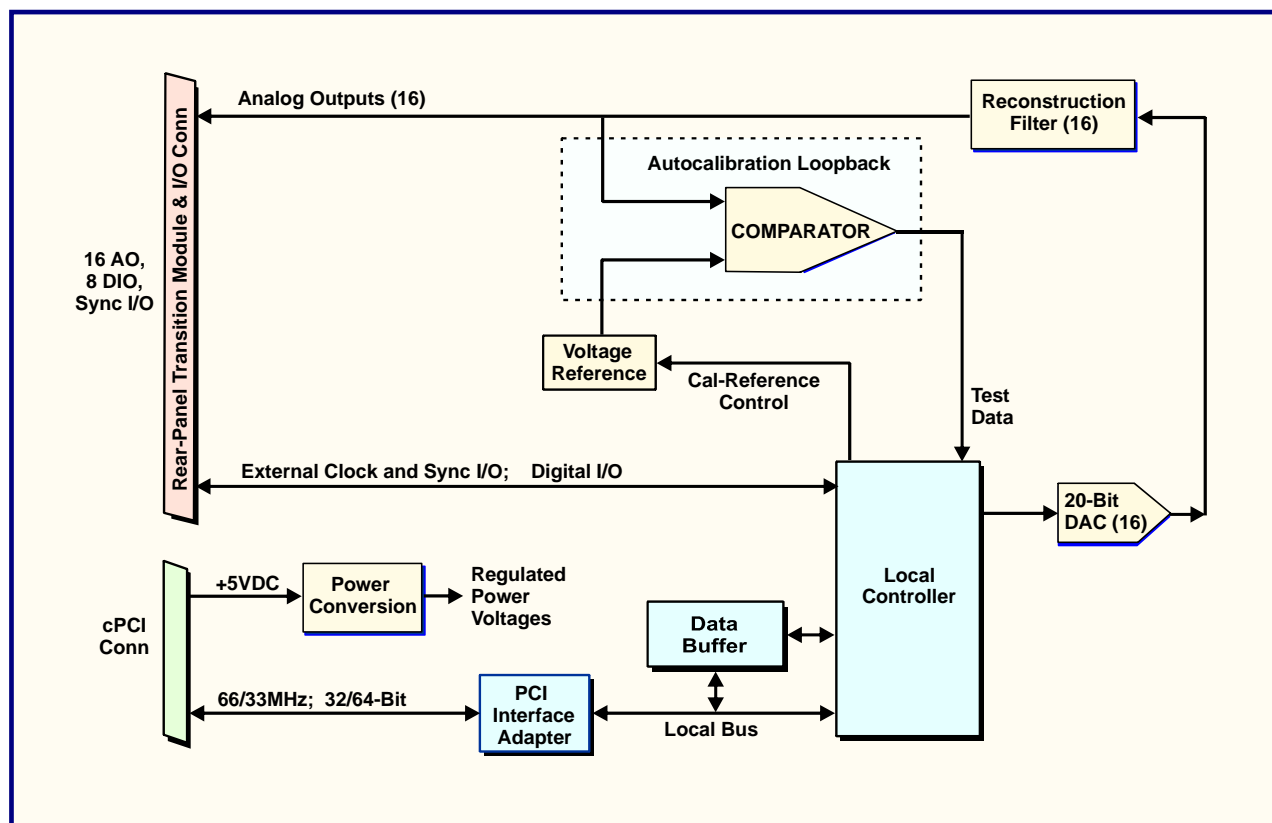 Analog Outputs (16)
Reconstruction
Filter (16)
Autocalibration Loopback
COMPARATOR
Rear-Panel Transition Module & I/O Conn
16 AO,
8 DIO,
Sync I/O
Voltage
Reference
Cal-Reference
Control
Test
Data
External Clock and Sync I/O; Digital I/O
20-Bit
DAC (16)
Local
Controller
+5VDC
Power
Conversion
Regulated
Power
Voltages
cPCI
Conn
Data
Buffer
66/33MHz; 32/64-Bit
PCI
Interface
Adapter
Local Bus